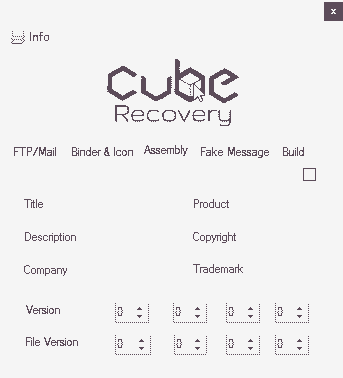 x
Info
cube
Recovery
FTP/Mail Binder & Icon Assembly Fake Message Build
Title Product
Description Copyright
Company Trademark
Version 0 0 0 0
File Version 0 0 0 0